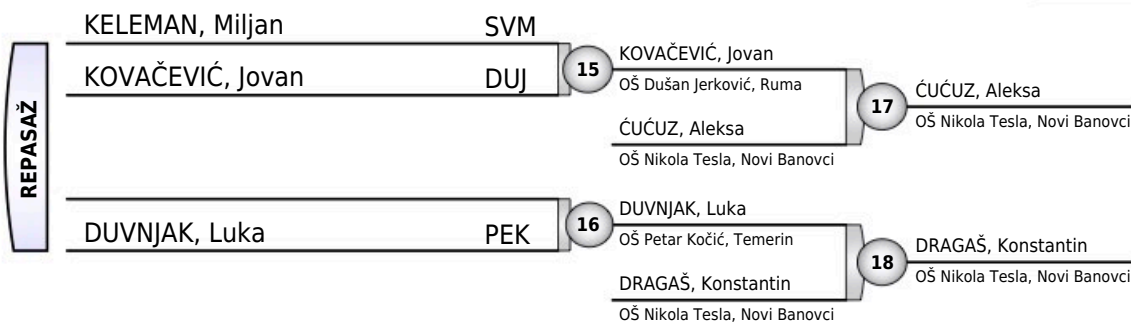 KELEMAN, Miljan SVM
KOVAČEVIĆ, Jovan DUJ
REPASAŽ
15
KOVAČEVIĆ, Jovan
OŠ Dušan Jerković, Ruma
ĆUĆUZ, Aleksa
OŠ Nikola Tesla, Novi Banovci
17
ĆUĆUZ, Aleksa
OŠ Nikola Tesla, Novi Banovci
DUVNJAK, Luka PEK
16
DUVNJAK, Luka
OŠ Petar Kočić, Temerin
DRAGAŠ, Konstantin
OŠ Nikola Tesla, Novi Banovci
18
DRAGAŠ, Konstantin
OŠ Nikola Tesla, Novi Banovci